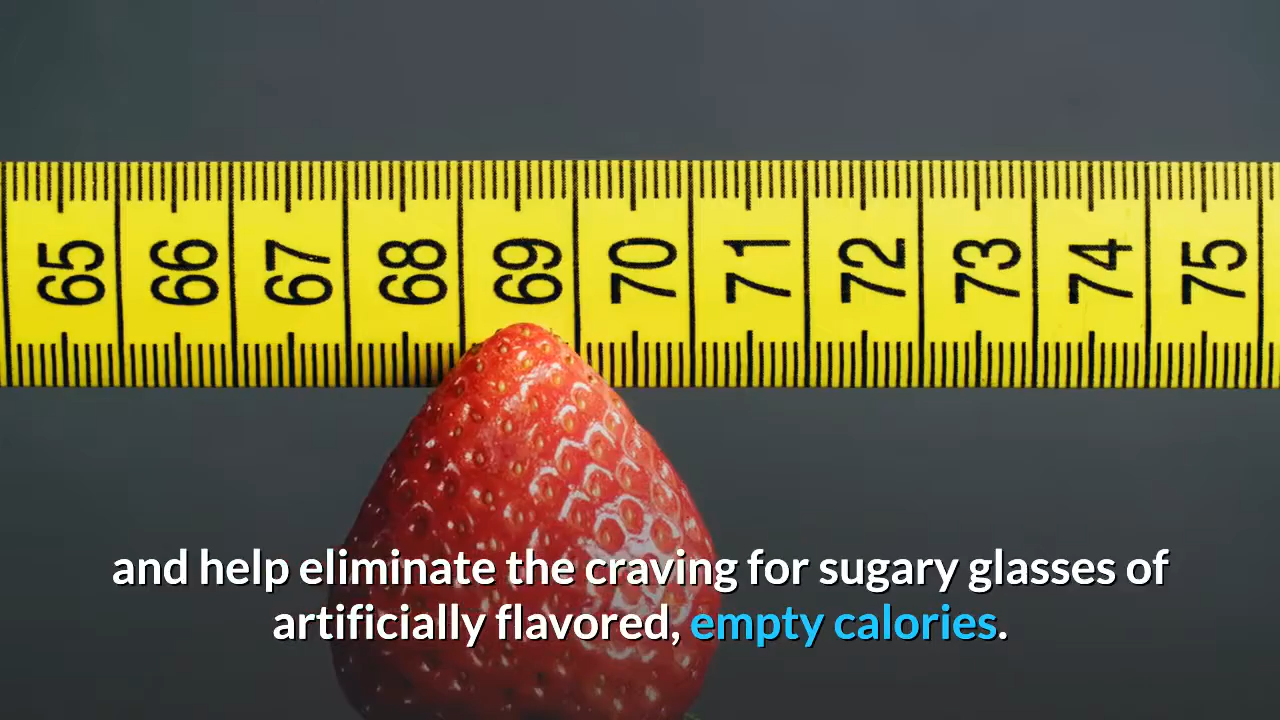 65 66 67 68 69 70 71 72 73 74 75
and help eliminate the craving for sugary glasses of
artificially flavored, empty calories.